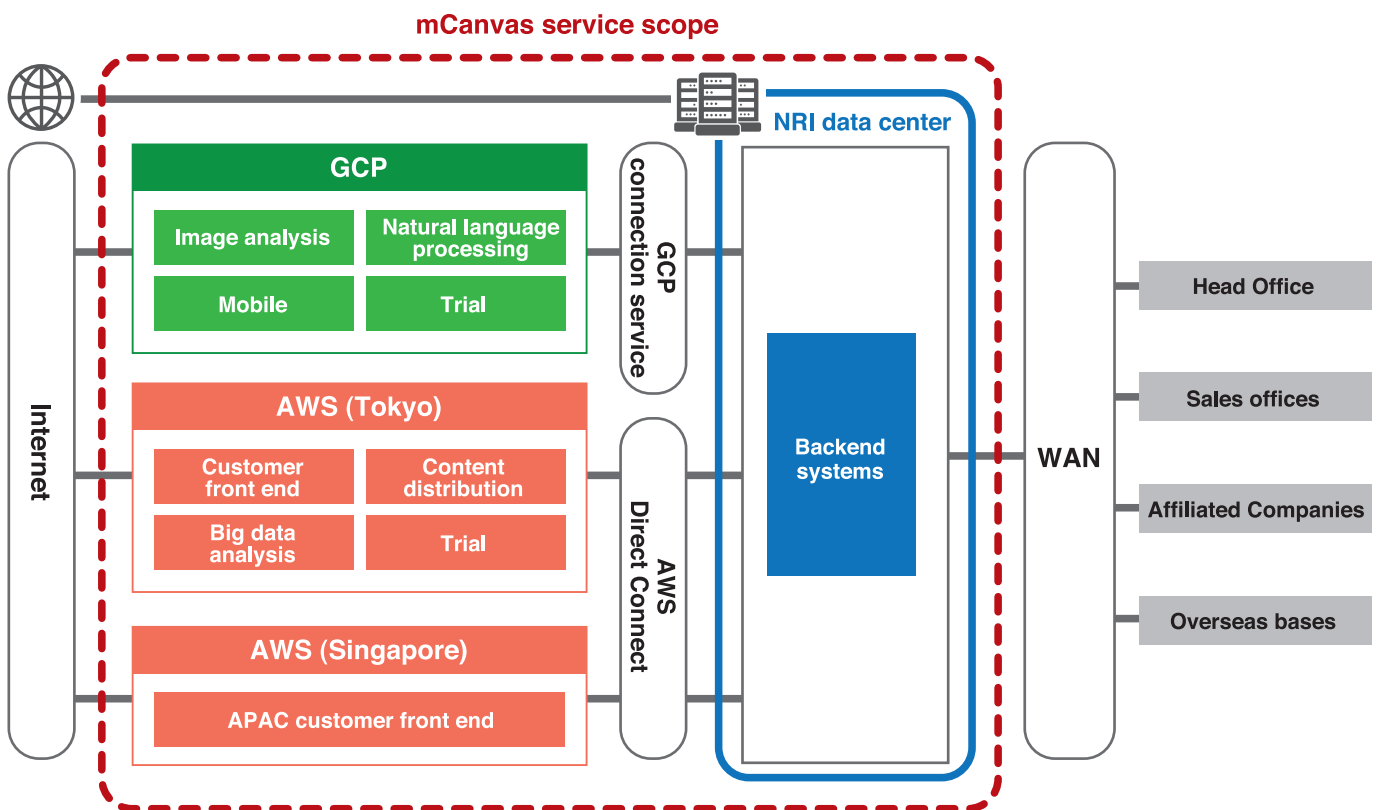 mCanvas service scope
NRI data center
Internet
GCP
Image analysis
Natural language
processing
Mobile
Trial
GCP
connection service
AWS (Tokyo)
Customer
front end
Content
distribution
Big data
analysis
Trial
AWS
Direct Connect
AWS (Singapore)
APAC customer front end
Backend
systems
WAN
Head Office
Sales offices
Affiliated Companies
Overseas bases